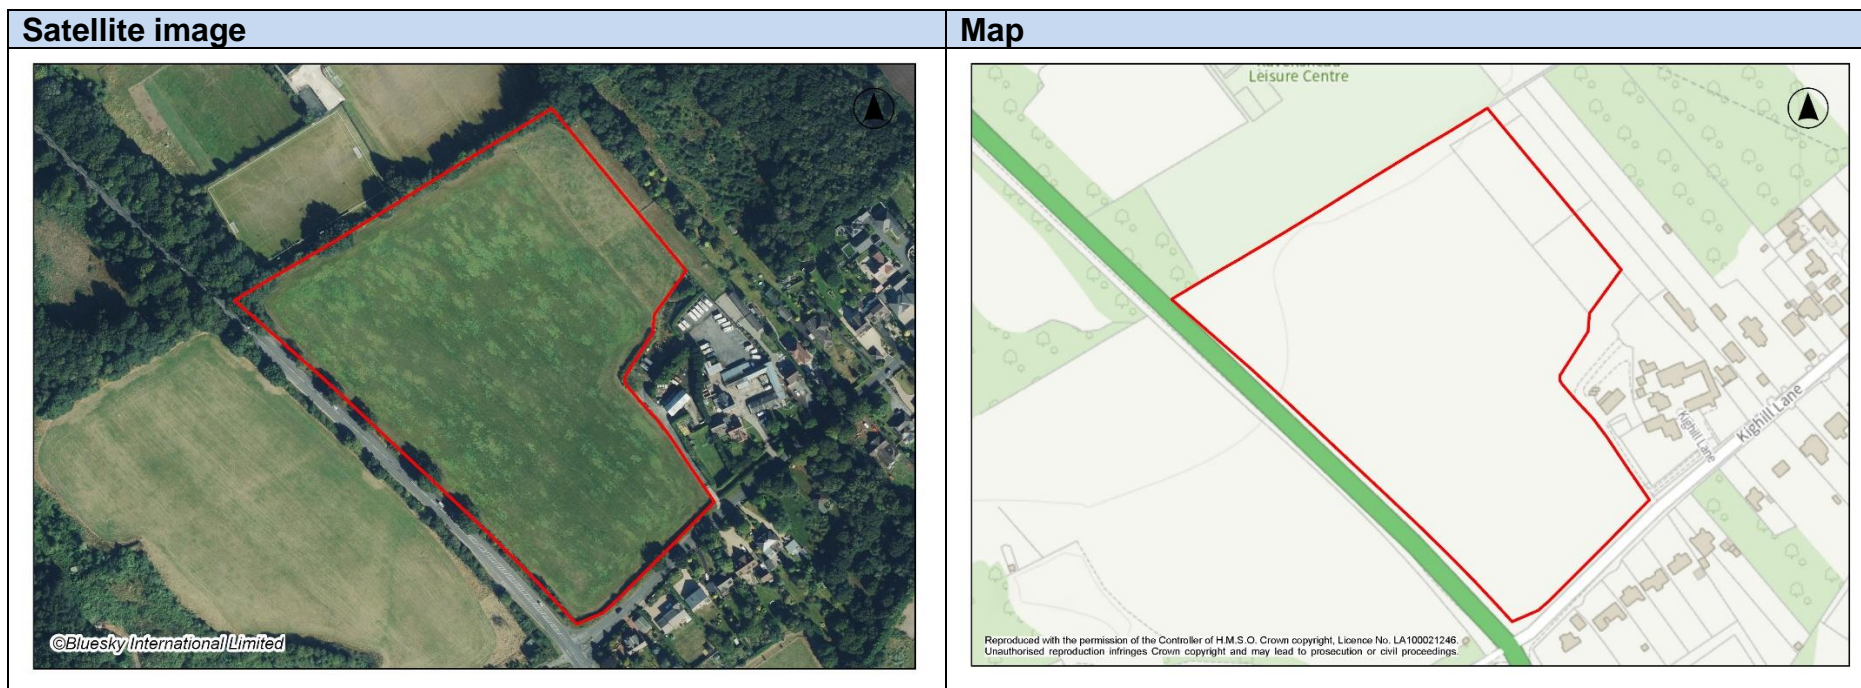 Satellite image
Map
©Bluesky International Limited
Leisure Centre
Kighill Lane
Kighill Lane
Reproduced with the permission of the Controller of H.M.S.O. Crown copyright, Licence No. LA100021246.
Unauthorised reproduction infringes Crown copyright and may lead to prosecution or civil proceedings.